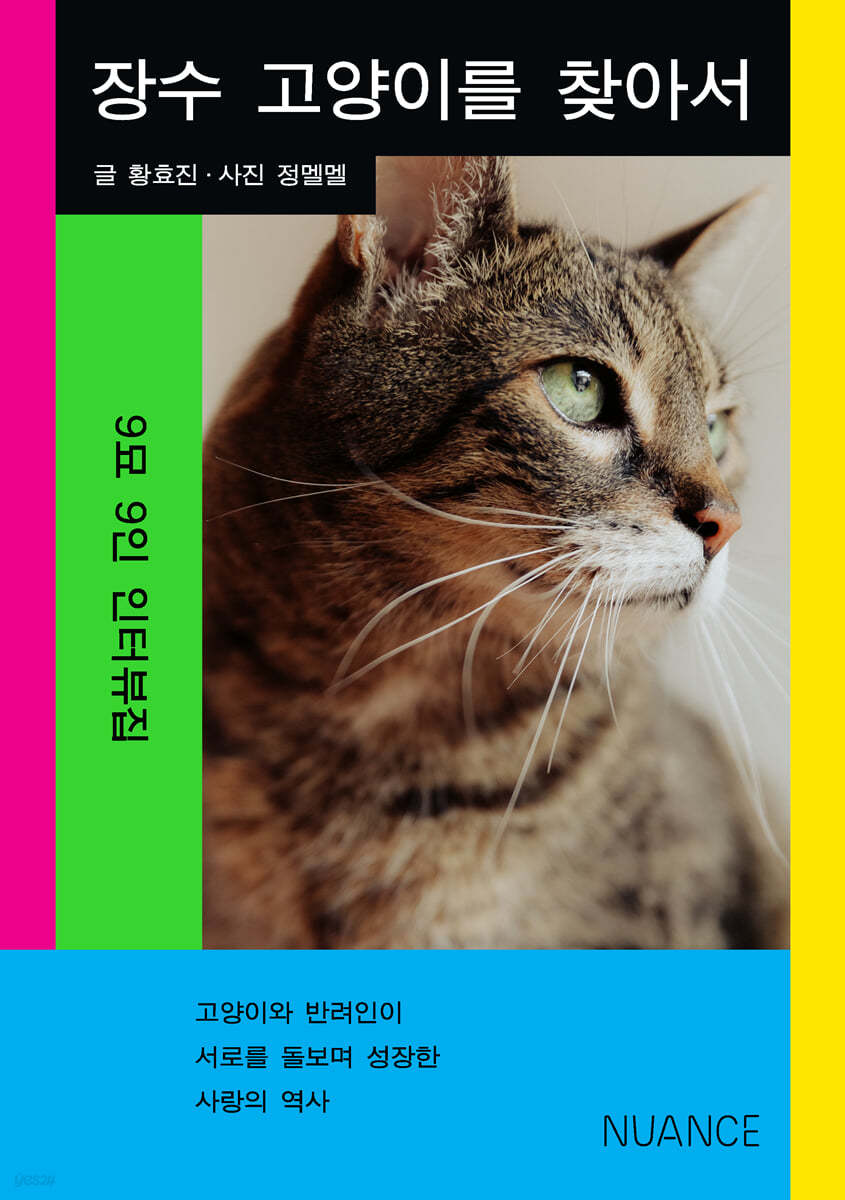 장수 고양이를 찾아서
글 황효진 · 사진 정멜멜
9묘 9인 인터뷰집
고양이와 반려인이
서로를 돌보며 성장한
사랑의 역사
NUANCE
yes24